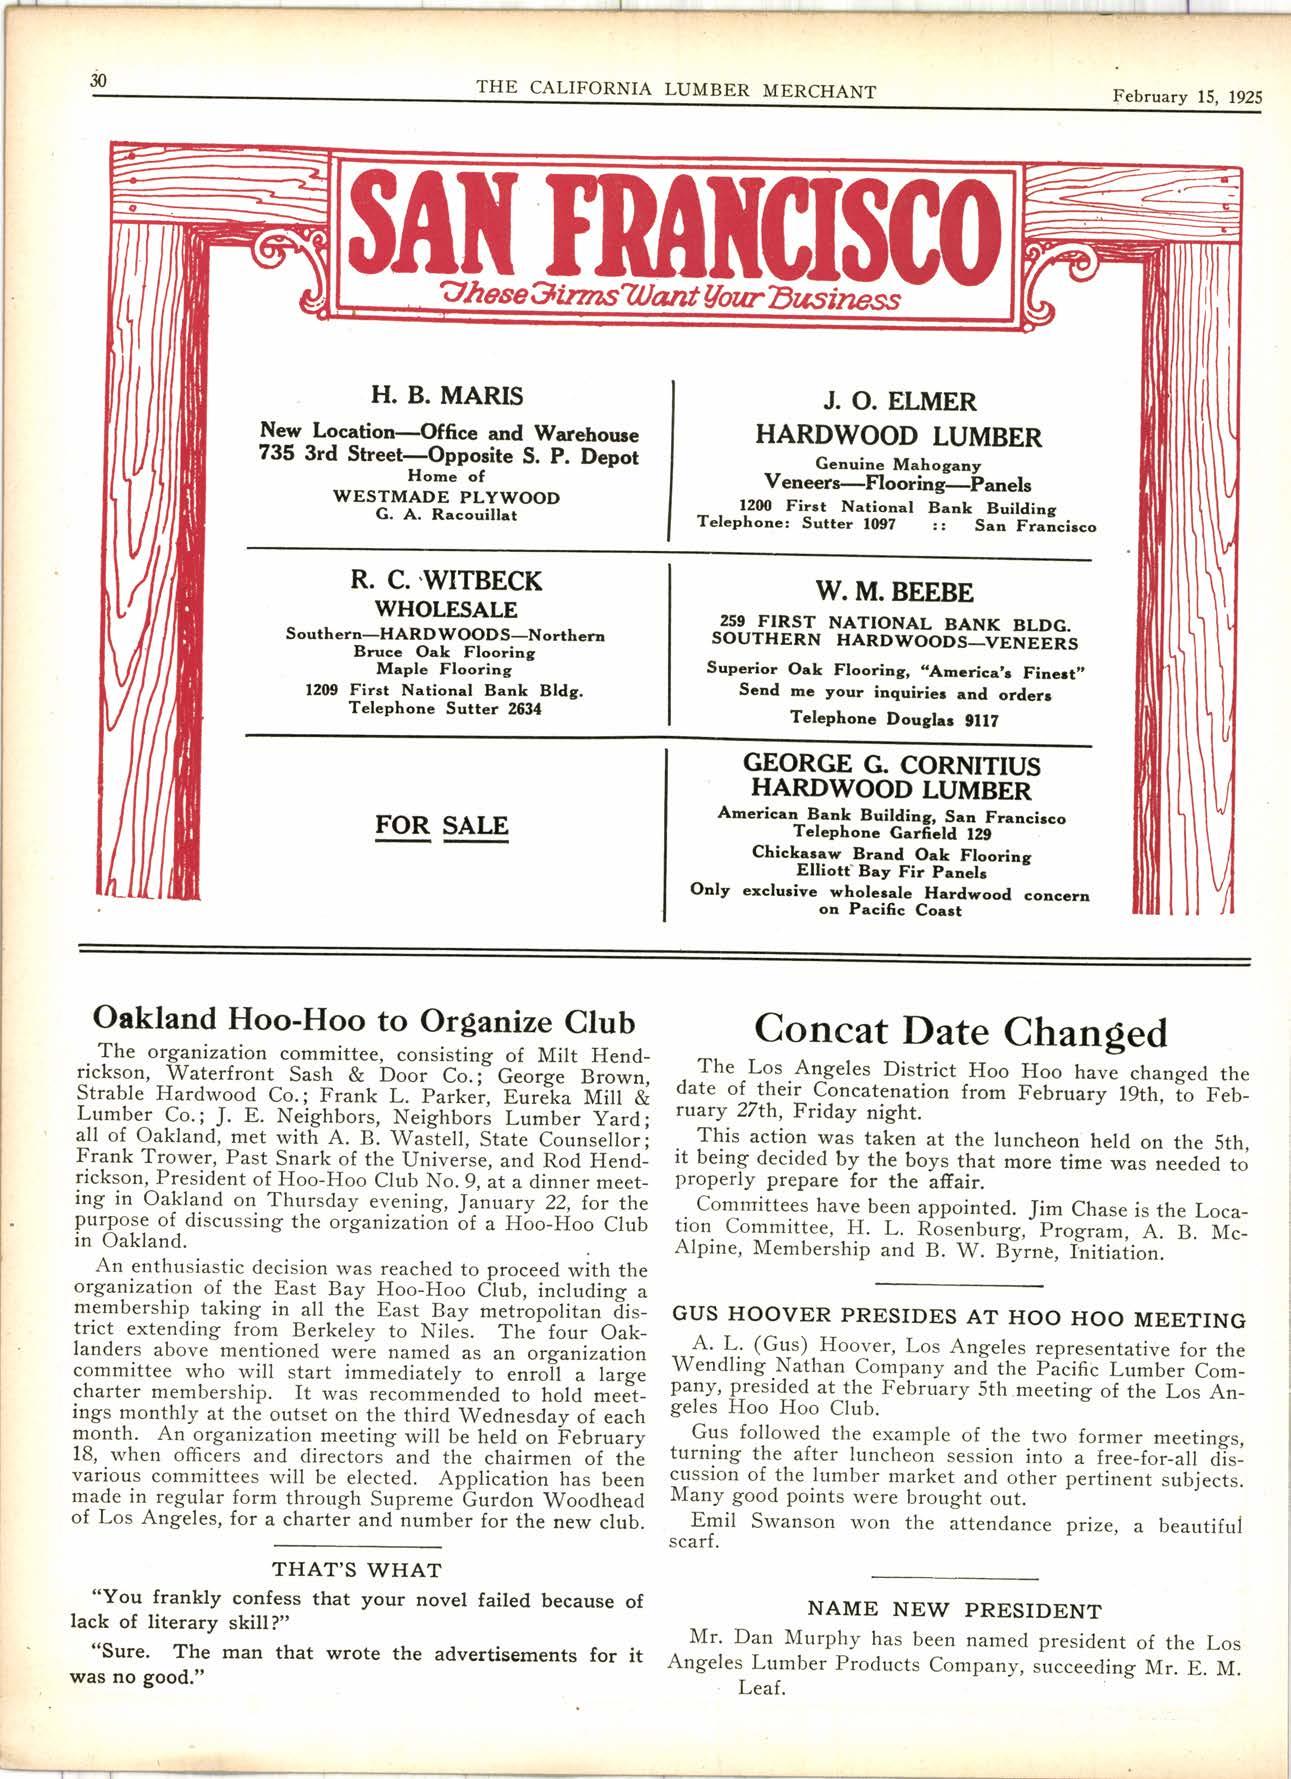 30
THE CALIFORNIA LUMBER MERCHANT
February 15, 1925
SAN FRANCISCO
These Firms Want Your Business
H. B. MARIS
New Location—Office and Warehouse
735 3rd Street—Opposite S. P. Depot
Home of
WESTMADE PLYWOOD
G. A. Racouillat
J. O. ELMER
HARDWOOD LUMBER
Genuine Mahogany
Veneers—Flooring—Panels
1200 First National Bank Building
Telephone: Sutter 1097 :: San Francisco
R. C. WITBECK
WHOLESALE
Southern—HARDWOODS—Northern
Bruce Oak Flooring
Maple Flooring
1209 First National Bank Bldg.
Telephone Sutter 2634
W. M. BEEBE
259 FIRST NATIONAL BANK BLDG.
SOUTHERN HARDWOODS—VENEERS
Superior Oak Flooring, "America's Finest"
Send me your inquiries and orders
Telephone Douglas 9117
FOR SALE
GEORGE G. CORNITIUS
HARDWOOD LUMBER
American Bank Building, San Francisco
Telephone Garfield 129
Chickasaw Brand Oak Flooring
Elliott Bay Fir Panels
Only exclusive wholesale Hardwood concern
on Pacific Coast
Oakland Hoo-Hoo to Organize Club
The organization committee, consisting of Milt Hend-
rickson, Waterfront Sash & Door Co.; George Brown,
Strable Hardwood Co.; Frank L. Parker, Eureka Mill &
Lumber Co.; J. E. Neighbors, Neighbors Lumber Yard;
all of Oakland, met with A. B. Wastell, State Counsellor;
Frank Trower, Past Snark of the Universe, and Rod Hend-
rickson, President of Hoo-Hoo Club No. 9, at a dinner meet-
ing in Oakland on Thursday evening, January 22, for the
purpose of discussing the organization of a Hoo-Hoo Club
in Oakland.
An enthusiastic decision was reached to proceed with the
organization of the East Bay Hoo-Hoo Club, including a
membership taking in all the East Bay metropolitan dis-
trict extending from Berkeley to Niles. The four Oak-
landers above mentioned were named as an organization
committee who will start immediately to enroll a large
charter membership. It was recommended to hold meet-
ings monthly at the outset on the third Wednesday of each
month. An organization meeting will be held on February
18, when officers and directors and the chairmen of the
various committees will be elected. Application has been
made in regular form through Supreme Gurdon Woodhead
of Los Angeles, for a charter and number for the new club.
THAT'S WHAT
"You frankly confess that your novel failed because of
lack of literary skill?"
"Sure. The man that wrote the advertisements for it
was no good."
Concat Date Changed
The Los Angeles District Hoo Hoo have changed the
date of their Concatenation from February 19th, to Feb-
ruary 27th, Friday night.
This action was taken at the luncheon held on the 5th,
it being decided by the boys that more time was needed to
properly prepare for the affair.
Committees have been appointed. Jim Chase is the Loca-
tion Committee, H. L. Rosenburg, Program, A. B. Mc-
Alpine, Membership and B. W. Byrne, Initiation.
GUS HOOVER PRESIDES AT HOO HOO MEETING
A. L. (Gus) Hoover, Los Angeles representative for the
Wendling Nathan Company and the Pacific Lumber Com-
pany, presided at the February 5th meeting of the Los An-
geles Hoo Hoo Club.
Gus followed the example of the two former meetings,
turning the after luncheon session into a free-for-all dis-
cussion of the lumber market and other pertinent subjects.
Many good points were brought out.
Emil Swanson won the attendance prize, a beautiful
scarf.
NAME NEW PRESIDENT
Mr. Dan Murphy has been named president of the Los
Angeles Lumber Products Company, succeeding Mr. E. M.
Leaf.